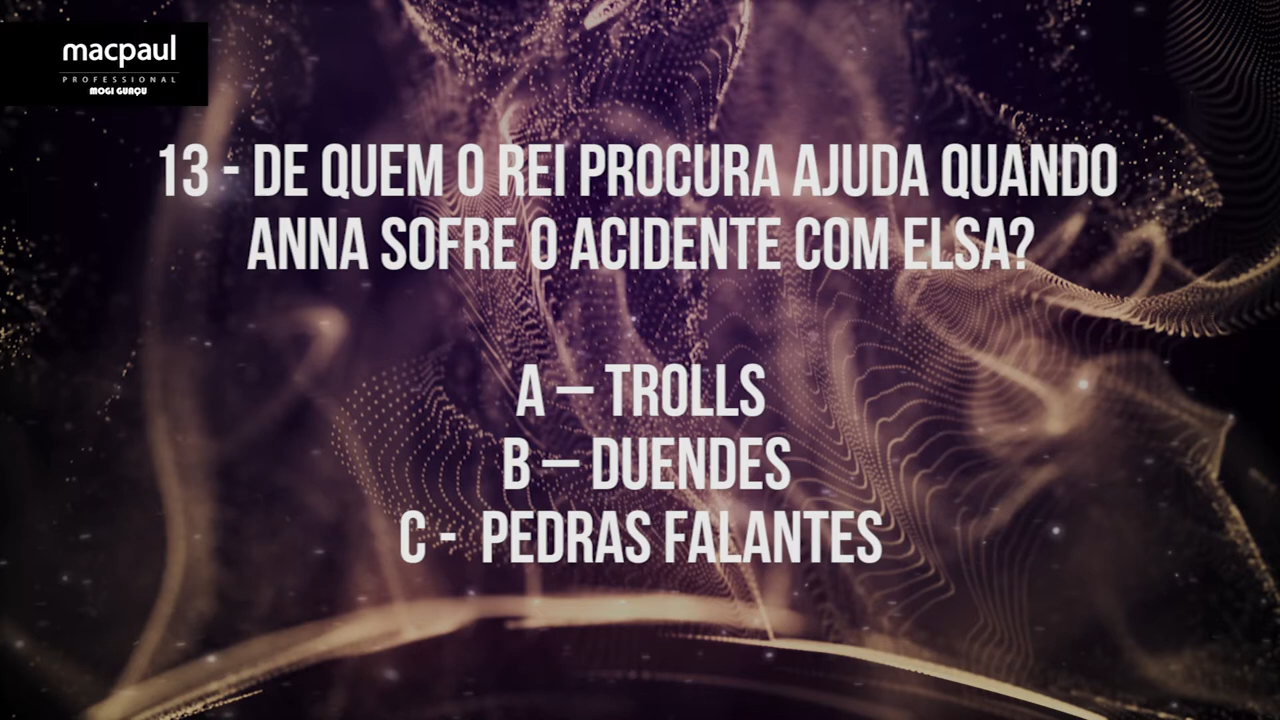 macpaul
PROFESSIONAL
MOGI GUAÇU
13 - DE QUEM O REI PROCURA AJUDA QUANDO
ANNA SOFRE O ACIDENTE COM ELSA?
A – TROLLS
B – DUENDES
C - PEDRAS FALANTES